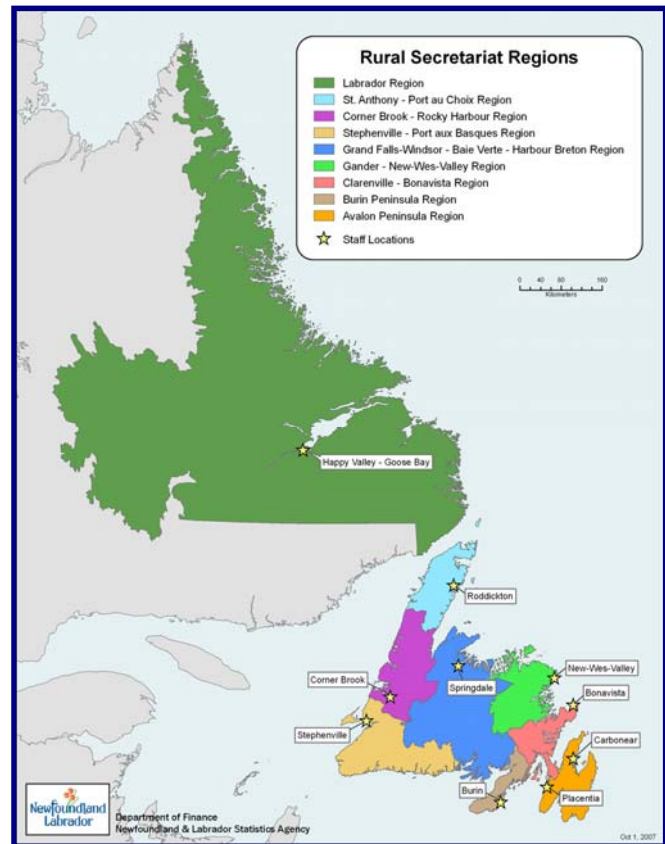 Rural Secretariat Regions
Labrador Region
St. Anthony - Port au Choix Region
Corner Brook - Rocky Harbour Region
Stephenville - Port aux Basques Region
Grand Falls-Windsor - Baie Verte - Harbour Breton Region
Gander - New-Wes-Valley Region
Clarenville - Bonavista Region
Burin Peninsula Region
Avalon Peninsula Region
Staff Locations
80 40 0 80 160
Kilometers
Happy Valley - Goose Bay
Roddickton
New-Wes-Valley
Corner Brook
Springdale
Bonavista
Stephenville
Carbonear
Burin
Placentia
Newfoundland
Labrador
Department of Finance
Newfoundland & Labrador Statistics Agency
Oct 1, 2007